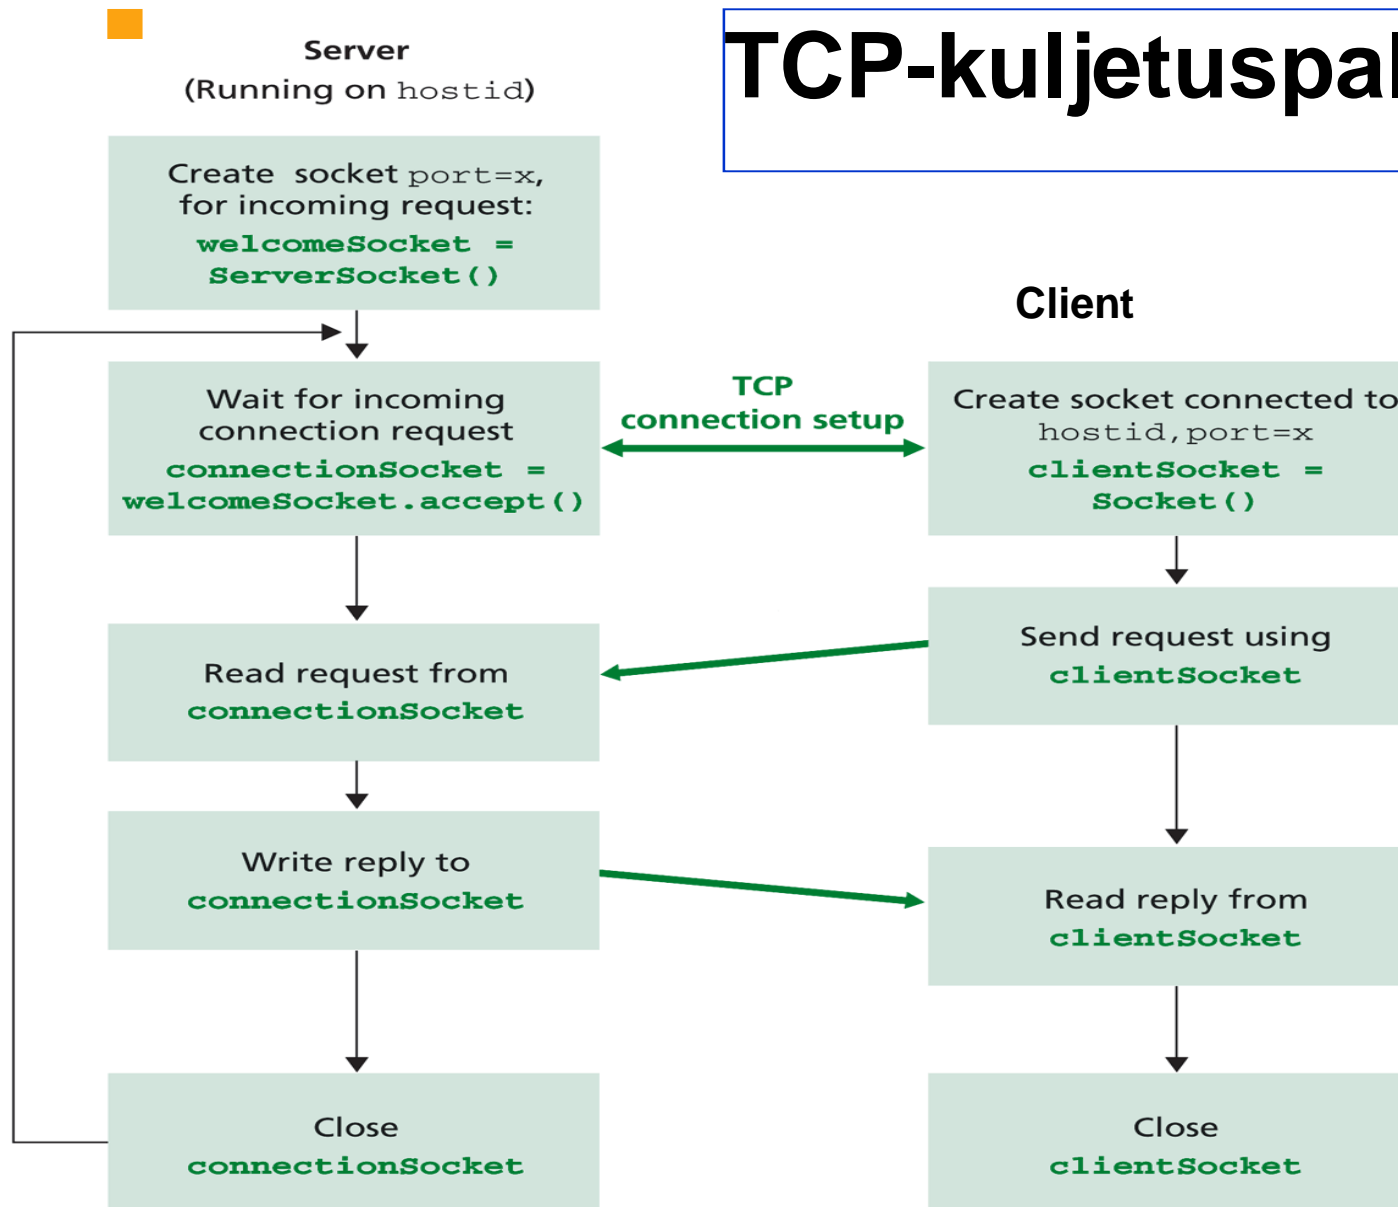 Server
(Running on hostid)
Create socket port=x,
for incoming request:
welcomeSocket =
ServerSocket()
Wait for incoming
connection request
connectionSocket =
welcomeSocket.accept()
Read request from
connectionSocket
Write reply to
connectionSocket
Close
connectionSocket
TCP-kuljetuspal
TCP
connection setup
Client
Create socket connected to
hostid,port=x
clientSocket =
Socket()
Send request using
clientSocket
Read reply from
clientSocket
Close
clientSocket